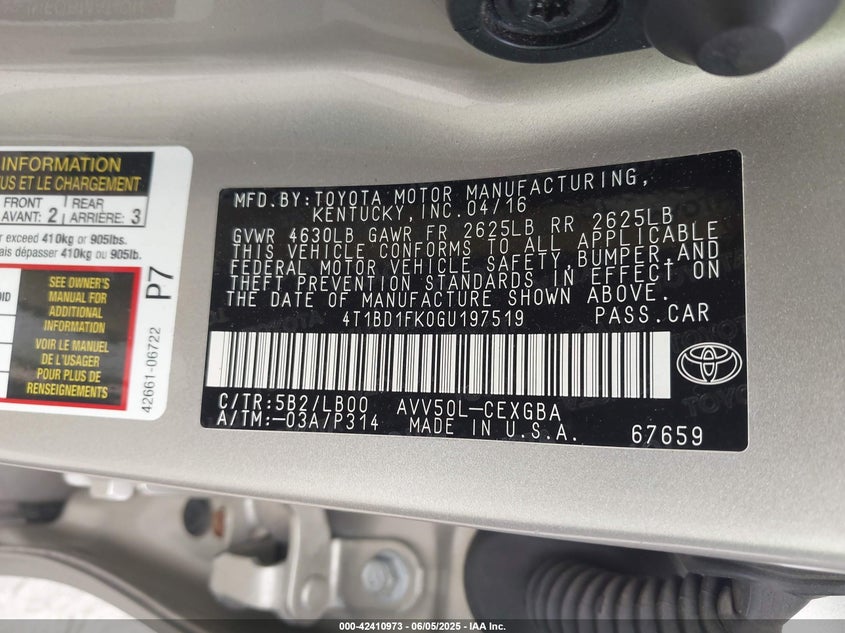 INFORMATION
US ET LE CHARGEMENT
FRONT
AVANT: 2
REAR
ARRIÈRE: 3
r exceed 410kg or 905lbs.
ais dépasser 410kg ou 905lb.
SEE OWNER'S
MANUAL FOR
ADDITIONAL
INFORMATION
VOIR LE MANUEL
DE L'USAGER
POUR PLUS DE
RENSEIGNEMENTS
P7
42661-06722
MFD.BY:TOYOTA MOTOR MANUFACTURING,
KENTUCKY, INC.04/16
GVWR 4630LB GAWR FR 2625LB RR 2625LB
THIS VEHICLE CONFORMS TO ALL APPLICABLE
FEDERAL MOTOR VEHICLE SAFETY, BUMPER,AND
THEFT PREVENTION STANDARDS IN EFFECT ON
THE DATE OF MANUFACTURE SHOWN ABOVE.
4T1BD1FK0GU197519 PASS.CAR
C/TR:5B2/LB00 AVV50L-CEXGBA
A/TM:-03A/P314 MADE IN U.S.A. 67659
000-42410973 - 06/05/2025 - IAA Inc.